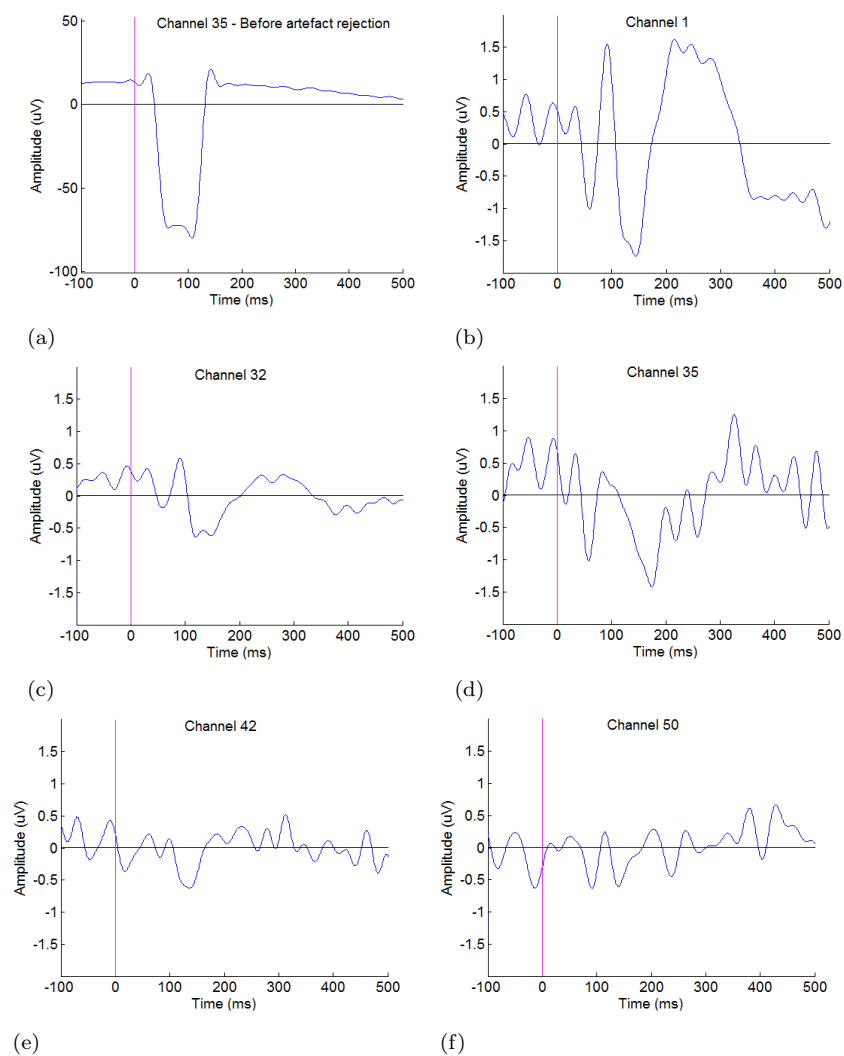 Channel 35 - Before artefact rejection
50
0
-50
-100
Amplitude (uV)
-100 0 100 200 300 400 500
Time (ms)
(a)
Channel 1
1.5
1
0.5
0
-0.5
-1
-1.5
Amplitude (uV)
-100 0 100 200 300 400 500
Time (ms)
(b)
Channel 32
1.5
1
0.5
0
-0.5
-1
-1.5
Amplitude (uV)
-100 0 100 200 300 400 500
Time (ms)
(c)
Channel 35
1.5
1
0.5
0
-0.5
-1
-1.5
Amplitude (uV)
-100 0 100 200 300 400 500
Time (ms)
(d)
Channel 42
1.5
1
0.5
0
-0.5
-1
-1.5
Amplitude (uV)
-100 0 100 200 300 400 500
Time (ms)
(e)
Channel 50
1.5
1
0.5
0
-0.5
-1
-1.5
Amplitude (uV)
-100 0 100 200 300 400 500
Time (ms)
(f)